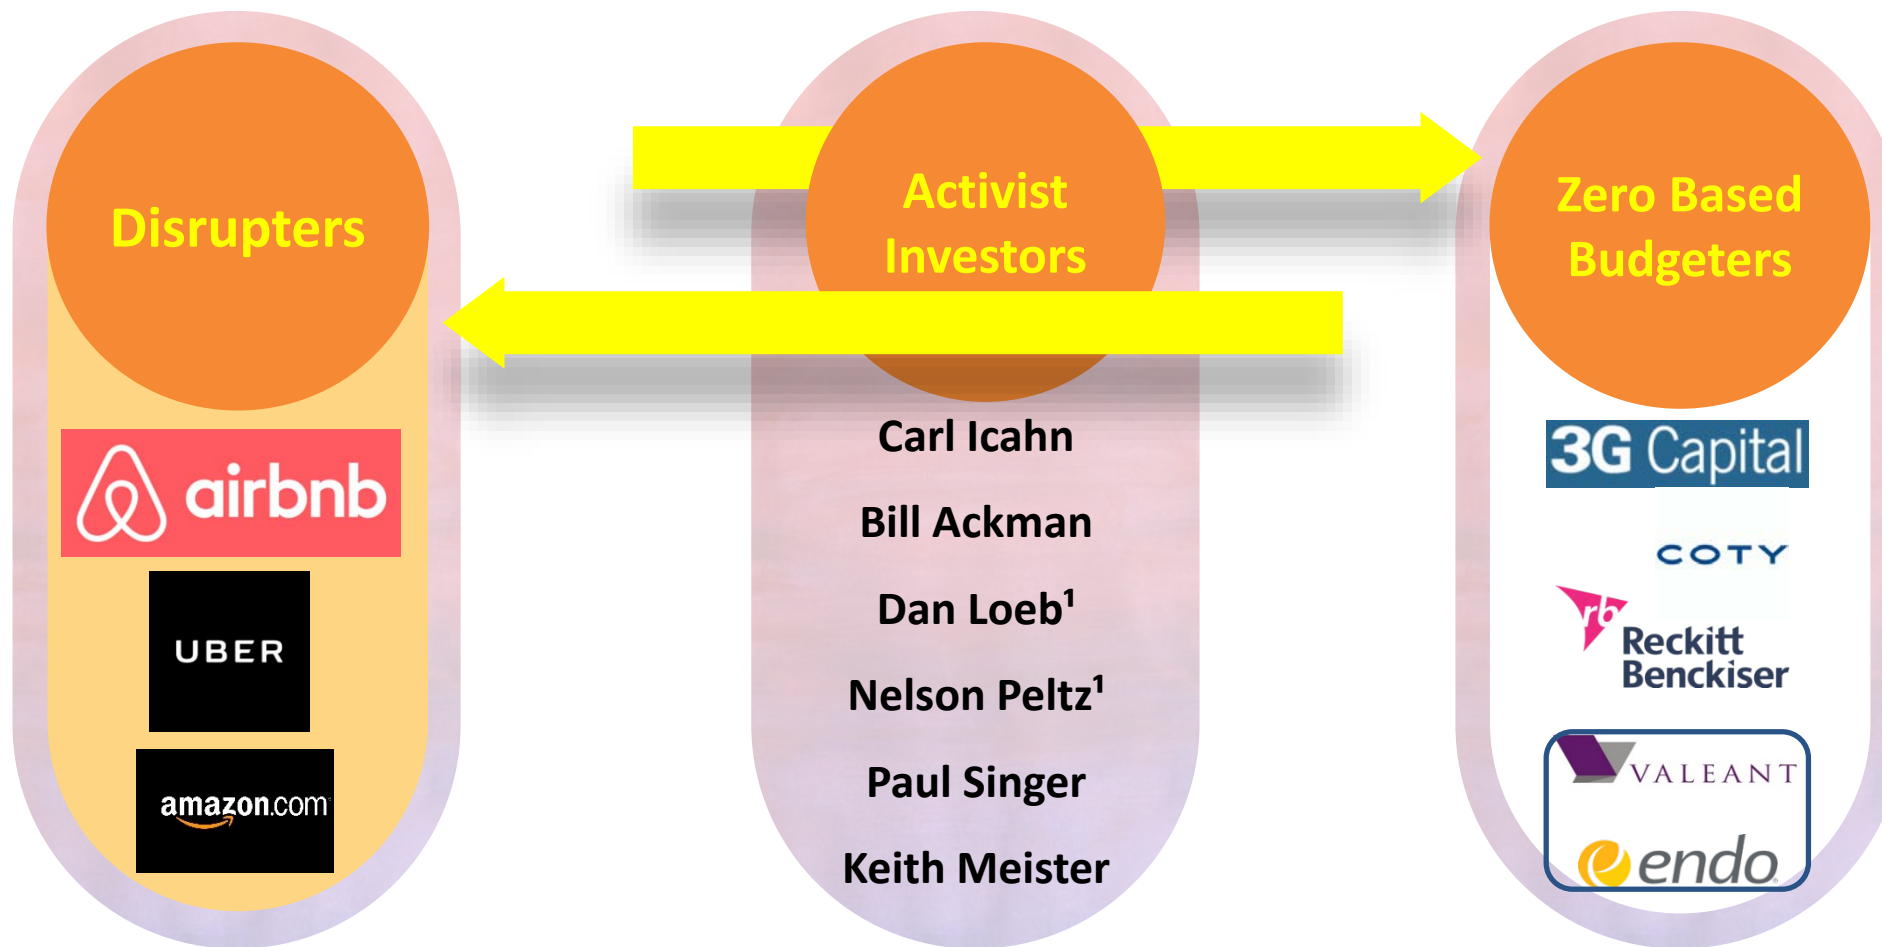 Disrupters
airbnb
UBER
amazon.com
Activist
Investors
Carl Icahn
Bill Ackman
Dan Loeb¹
Nelson Peltz¹
Paul Singer
Keith Meister
Zero Based
Budgeters
3G Capital
COTY
rb
Reckitt
Benckiser
VALEANT
endo